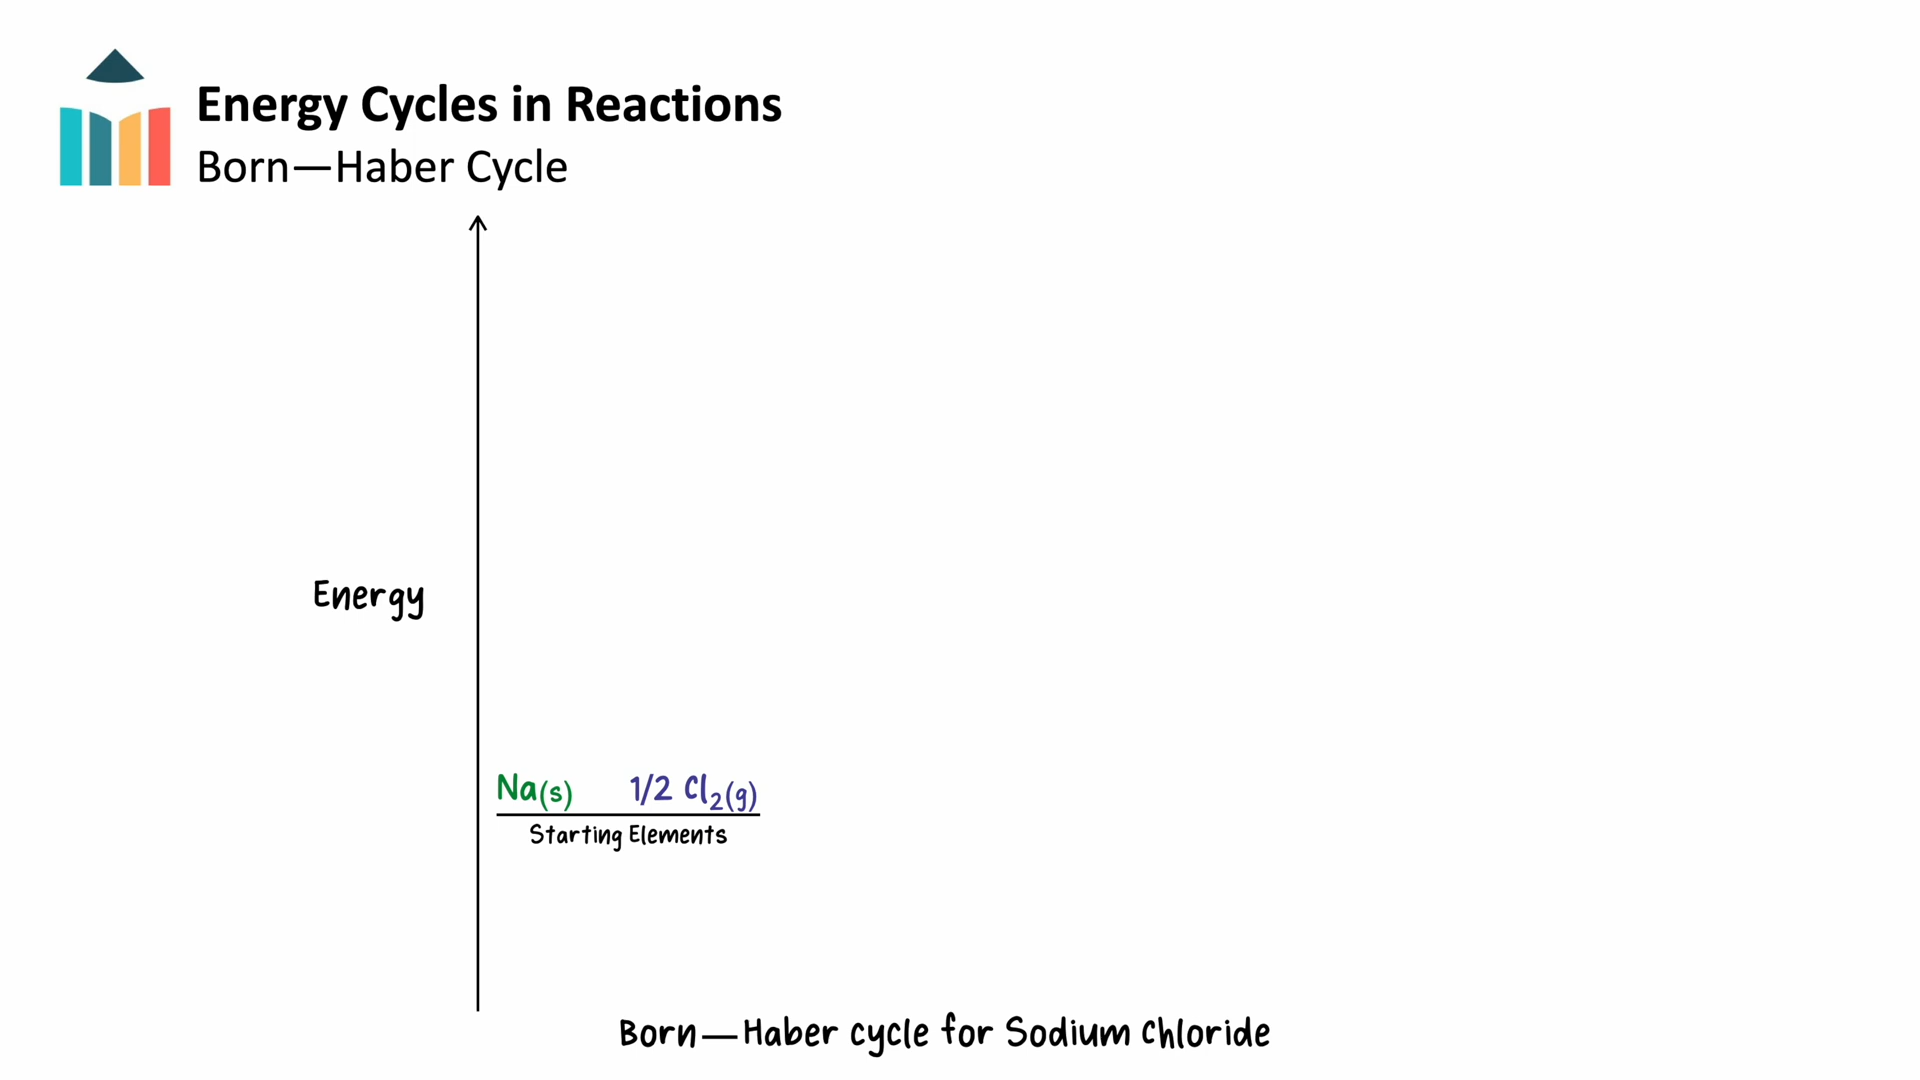 Energy Cycles in Reactions
Born—Haber Cycle
Energy
Na(s) 1/2 Cl₂(g)
Starting Elements
Born—Haber cycle for Sodium Chloride